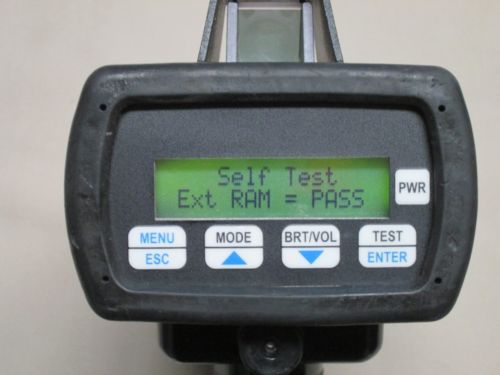 Self Test
Ext RAM = PASS
PWR
MENU MODE BRT/VOL TEST
ESC ENTER